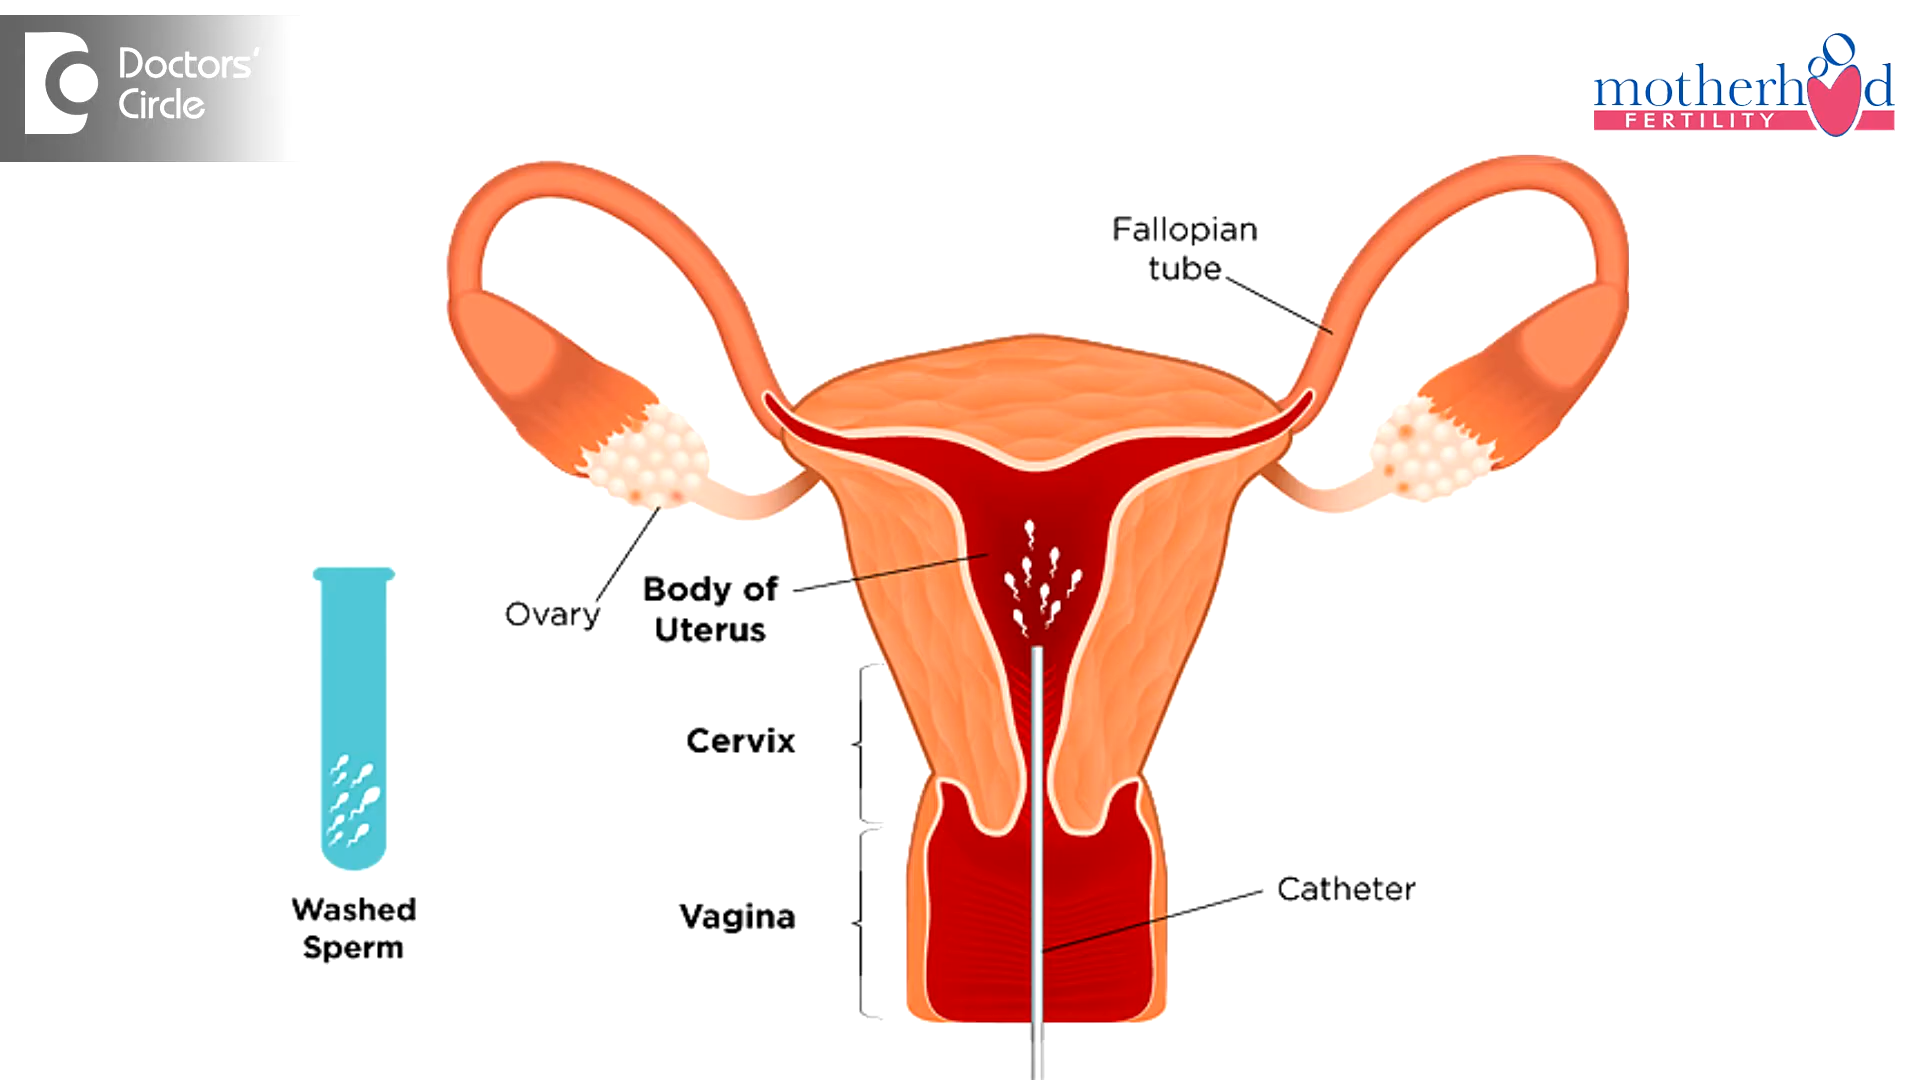 Doctors'
Circle
motherhood
FERTILITY
Fallopian
tube
Ovary
Body of
Uterus
Cervix
Vagina
Catheter
Washed
Sperm